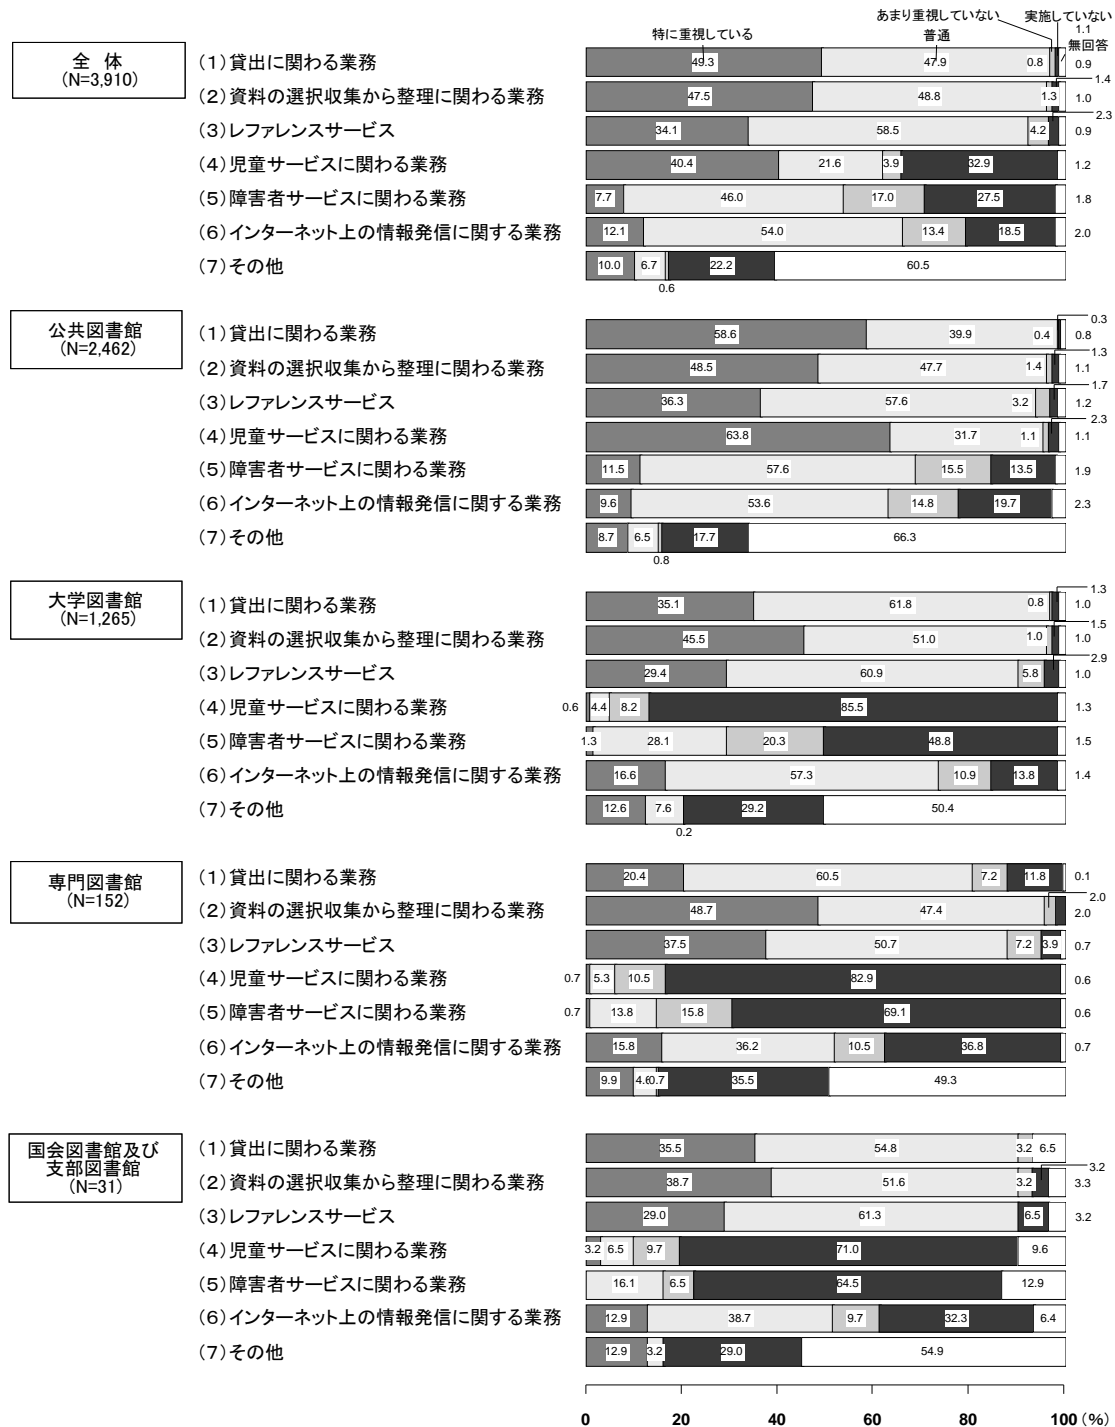 あまり重視していない 実施していない
特に重視している 普通 1.1 無回答
全 体
(N=3,910)
(1)貸出に関わる業務 49.3 47.9 0.8 0.9
(2)資料の選択収集から整理に関わる業務 47.5 48.8 1.3 1.4 1.0
(3)レファレンスサービス 34.1 58.5 4.2 2.3 0.9
(4)児童サービスに関わる業務 40.4 21.6 3.9 32.9 1.2
(5)障害者サービスに関わる業務 7.7 46.0 17.0 27.5 1.8
(6)インターネット上の情報発信に関する業務 12.1 54.0 13.4 18.5 2.0
(7)その他 10.0 6.7 22.2 60.5
0.6
公共図書館
(N=2,462)
(1)貸出に関わる業務 58.6 39.9 0.4 0.3 0.8
(2)資料の選択収集から整理に関わる業務 48.5 47.7 1.4 1.3 1.1
(3)レファレンスサービス 36.3 57.6 3.2 1.7 1.2
(4)児童サービスに関わる業務 63.8 31.7 1.1 2.3 1.1
(5)障害者サービスに関わる業務 11.5 57.6 15.5 13.5 1.9
(6)インターネット上の情報発信に関する業務 9.6 53.6 14.8 19.7 2.3
(7)その他 8.7 6.5 17.7 66.3
0.8
大学図書館
(N=1,265)
(1)貸出に関わる業務 35.1 61.8 0.8 1.3 1.0
(2)資料の選択収集から整理に関わる業務 45.5 51.0 1.0 1.5 1.0
(3)レファレンスサービス 29.4 60.9 5.8 2.9 1.0
(4)児童サービスに関わる業務 0.6 4.4 8.2 85.5 1.3
(5)障害者サービスに関わる業務 1.3 28.1 20.3 48.8 1.5
(6)インターネット上の情報発信に関する業務 16.6 57.3 10.9 13.8 1.4
(7)その他 12.6 7.6 29.2 50.4
0.2
専門図書館
(N=152)
(1)貸出に関わる業務 20.4 60.5 7.2 11.8 0.1
(2)資料の選択収集から整理に関わる業務 48.7 47.4 2.0 2.0
(3)レファレンスサービス 37.5 50.7 7.2 3.9 0.7
(4)児童サービスに関わる業務 0.7 5.3 10.5 82.9 0.6
(5)障害者サービスに関わる業務 0.7 13.8 15.8 69.1 0.6
(6)インターネット上の情報発信に関する業務 15.8 36.2 10.5 36.8 0.7
(7)その他 9.9 4.6 0.7 35.5 49.3
国会図書館及び
支部図書館
(N=31)
(1)貸出に関わる業務 35.5 54.8 3.2 6.5
(2)資料の選択収集から整理に関わる業務 38.7 51.6 3.2 3.2 3.3
(3)レファレンスサービス 29.0 61.3 6.5 3.2
(4)児童サービスに関わる業務 3.2 6.5 9.7 71.0 9.6
(5)障害者サービスに関わる業務 16.1 6.5 64.5 12.9
(6)インターネット上の情報発信に関する業務 12.9 38.7 9.7 32.3 6.4
(7)その他 12.9 3.2 29.0 54.9
0 20 40 60 80 100 (%)